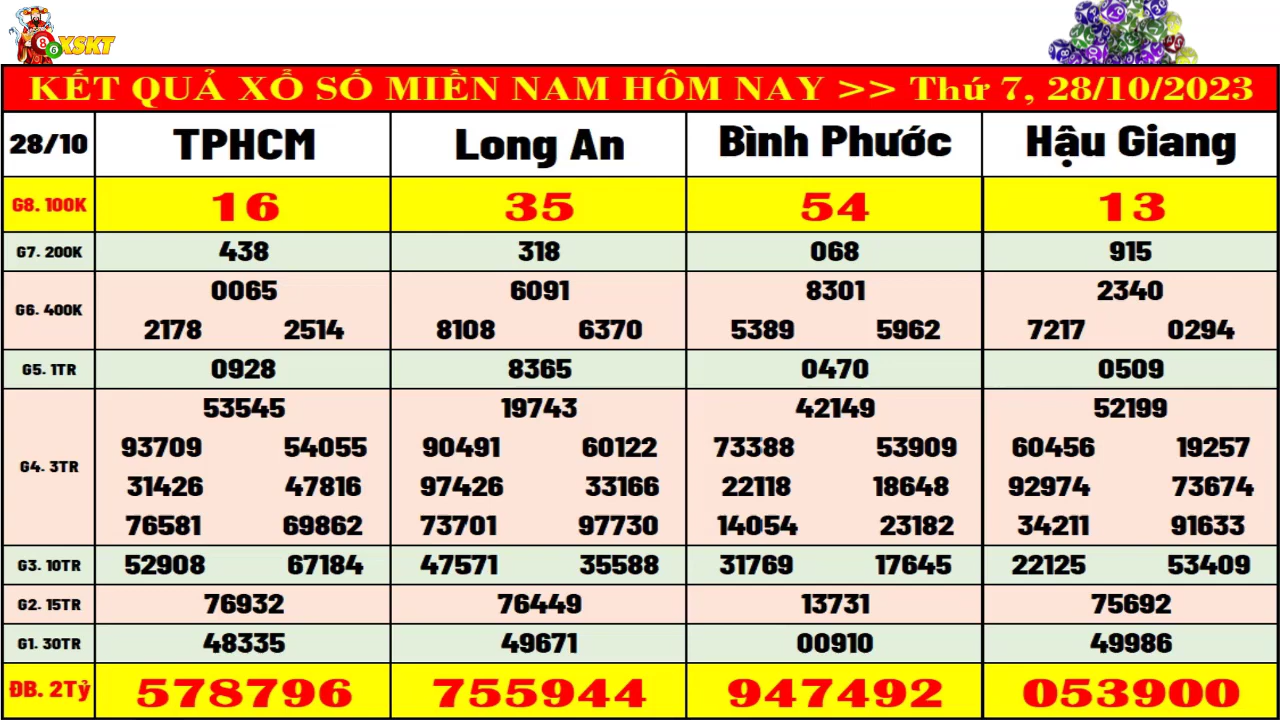 XSKT
KẾT QUẢ XỔ SỐ MIỀN NAM HÔM NAY >> Thứ 7, 28/10/2023
28/10 TPHCM Long An Bình Phước Hậu Giang
G8. 100K 16 35 54 13
G7. 200K 438 318 068 915
0065 6091 8301 2340
G6. 400K
2178 2514 8108 6370 5389 5962 7217 0294
G5. 1TR 0928 8365 0470 0509
53545 19743 42149 52199
93709 54055 90491 60122 73388 53909 60456 19257
G4. 3TR
31426 47816 97426 33166 22118 18648 92974 73674
76581 69862 73701 97730 14054 23182 34211 91633
G3. 10TR 52908 67184 47571 35588 31769 17645 22125 53409
G2. 15TR 76932 76449 13731 75692
G1. 30TR 48335 49671 00910 49986
ĐB. 2Tỷ 578796 755944 947492 053900